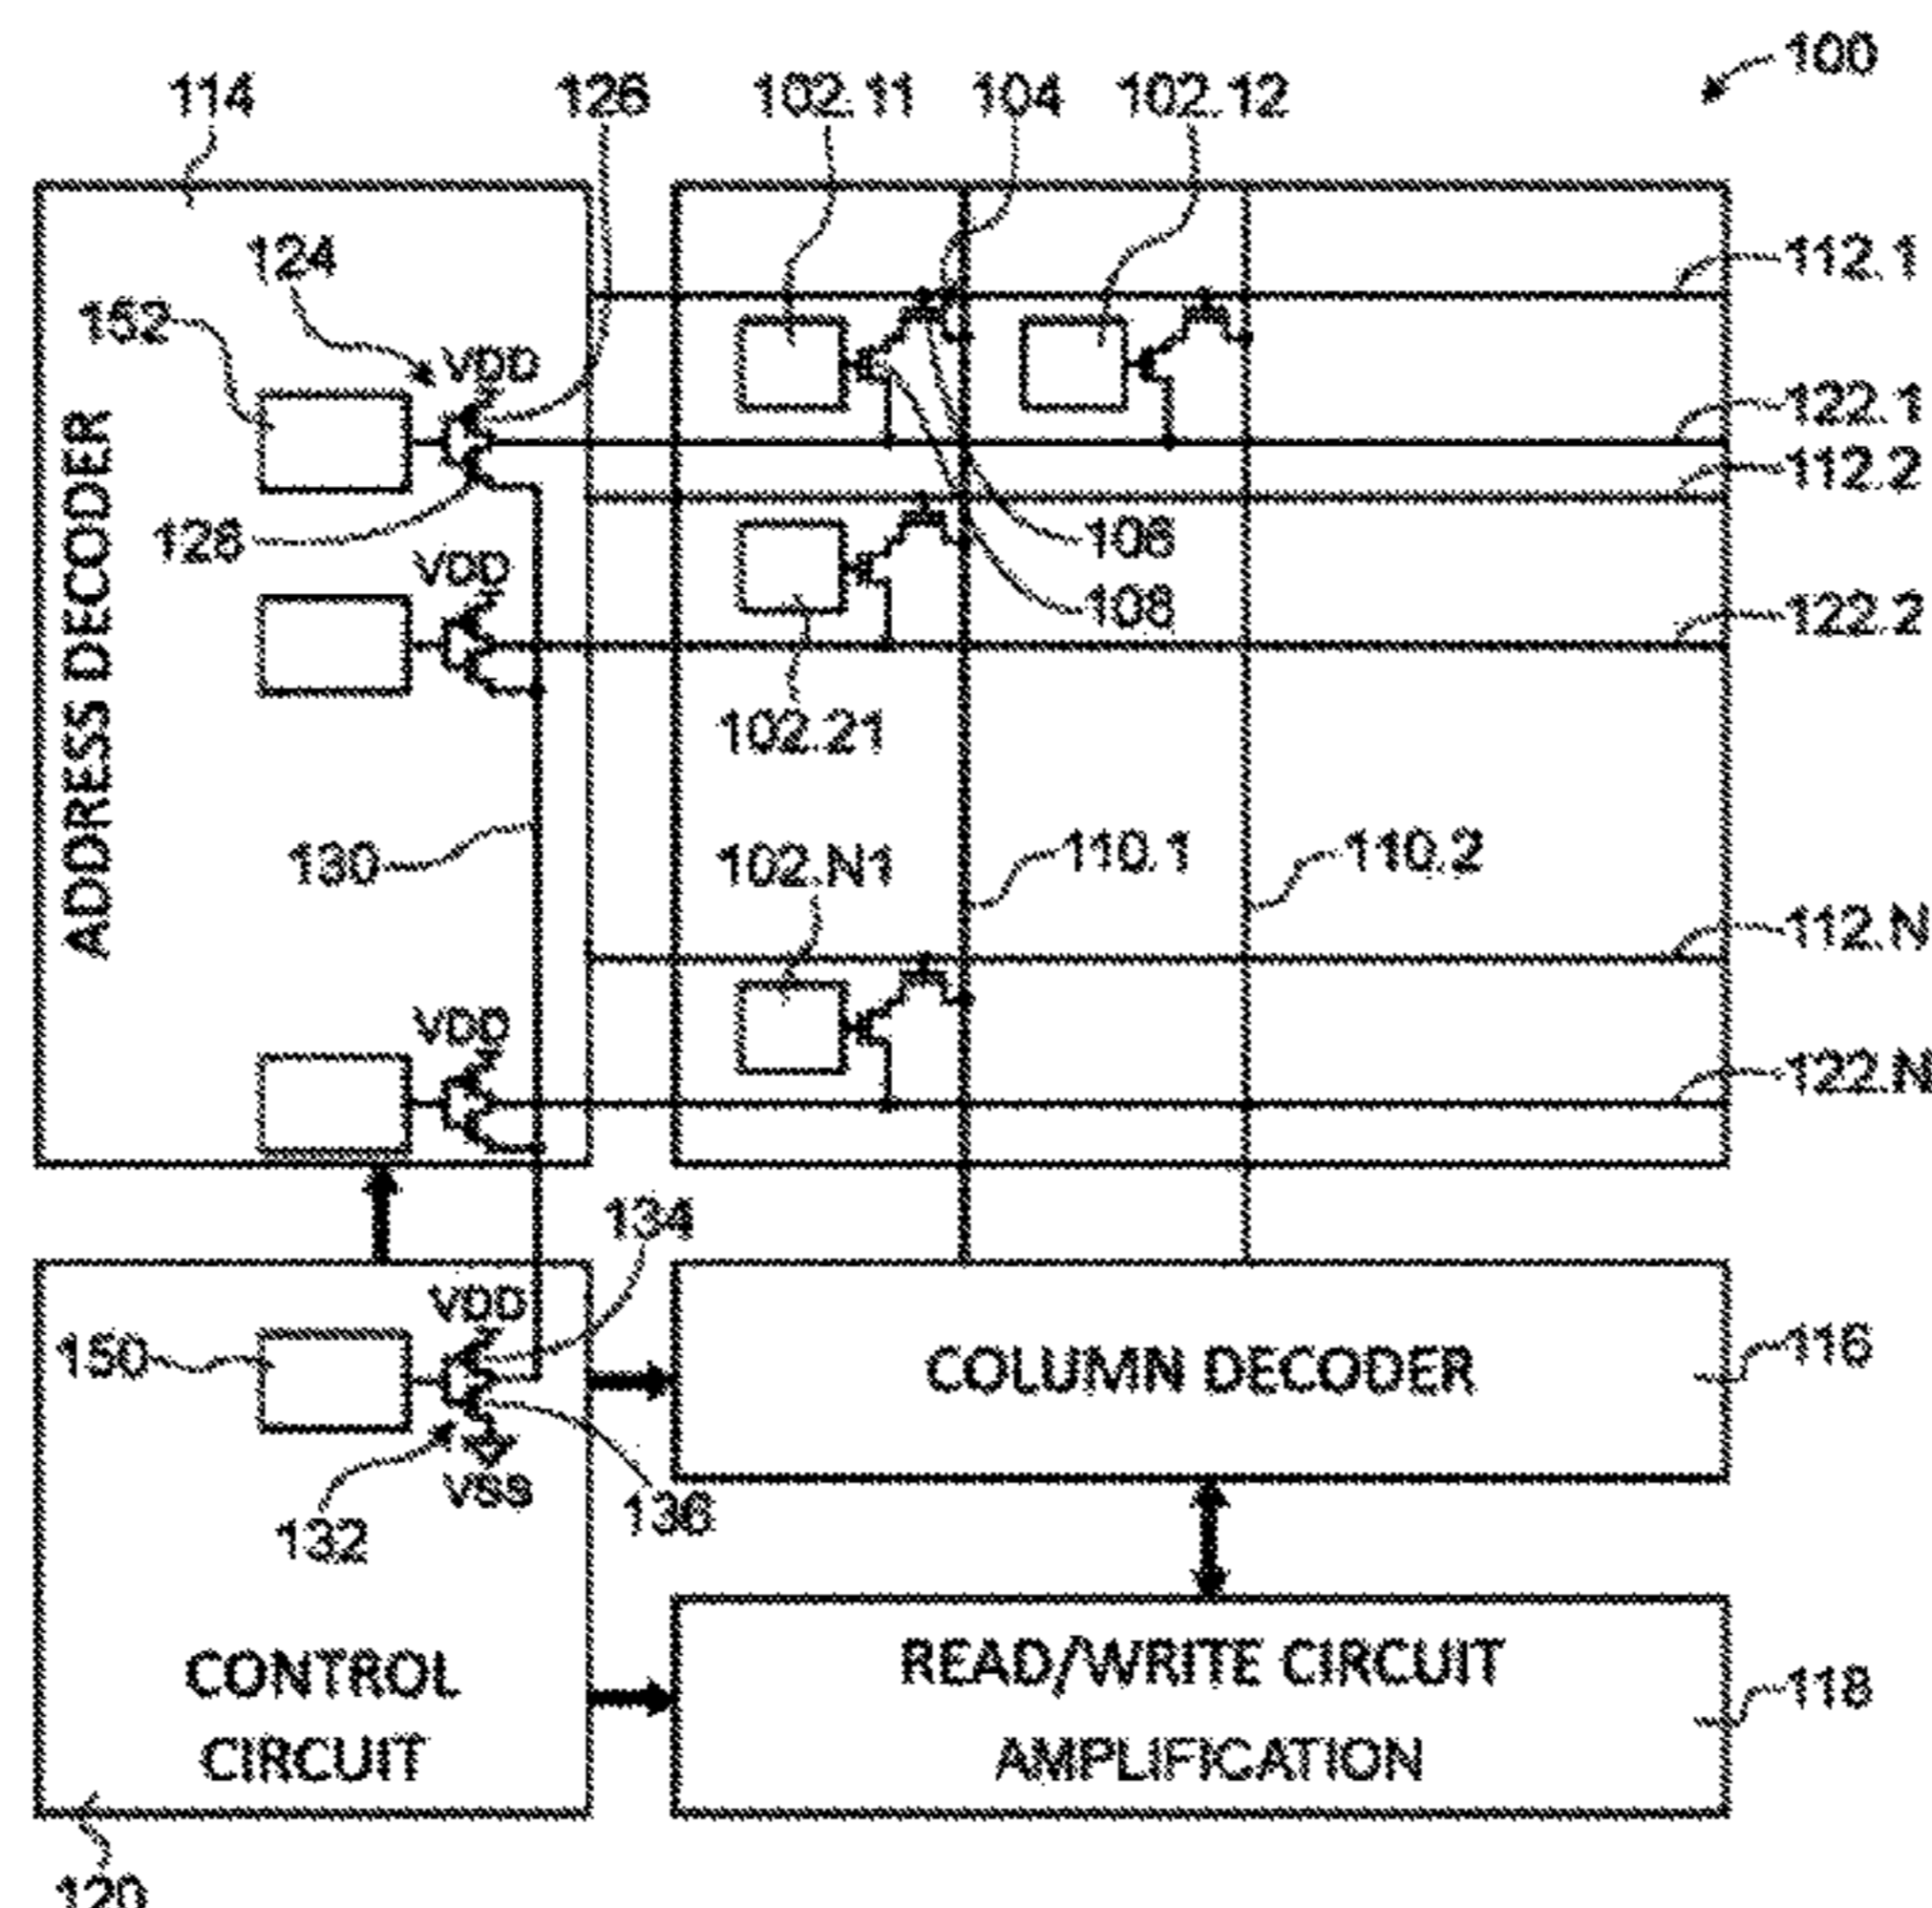 100
114
126
102.11
104
102.12
124
152
VDD
112.1
122.1
112.2
128
VDD
106
108
122.2
ADDRESS DECODER
102.21
130
102.N1
110.1
110.2
112.N
VDD
122.N
134
VDD
150
COLUMN DECODER
116
VSS
132
136
CONTROL
CIRCUIT
READ/WRITE CIRCUIT
AMPLIFICATION
118
120